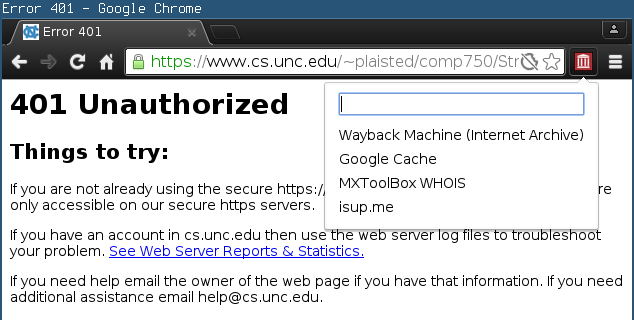 Error 401 - Google Chrome
Error 401
https://www.cs.unc.edu/~plaisted/comp750/Str
401 Unauthorized
Things to try:
Wayback Machine (Internet Archive)
Google Cache
MXToolBox WHOIS
isup.me
If you are not already using the secure https:/ re
only accessible on our secure https servers.
If you have an account in cs.unc.edu then use the web server log files to troubleshoot
your problem. See Web Server Reports & Statistics.
If you need help email the owner of the web page if you have that information. If you need
additional assistance email help@cs.unc.edu.